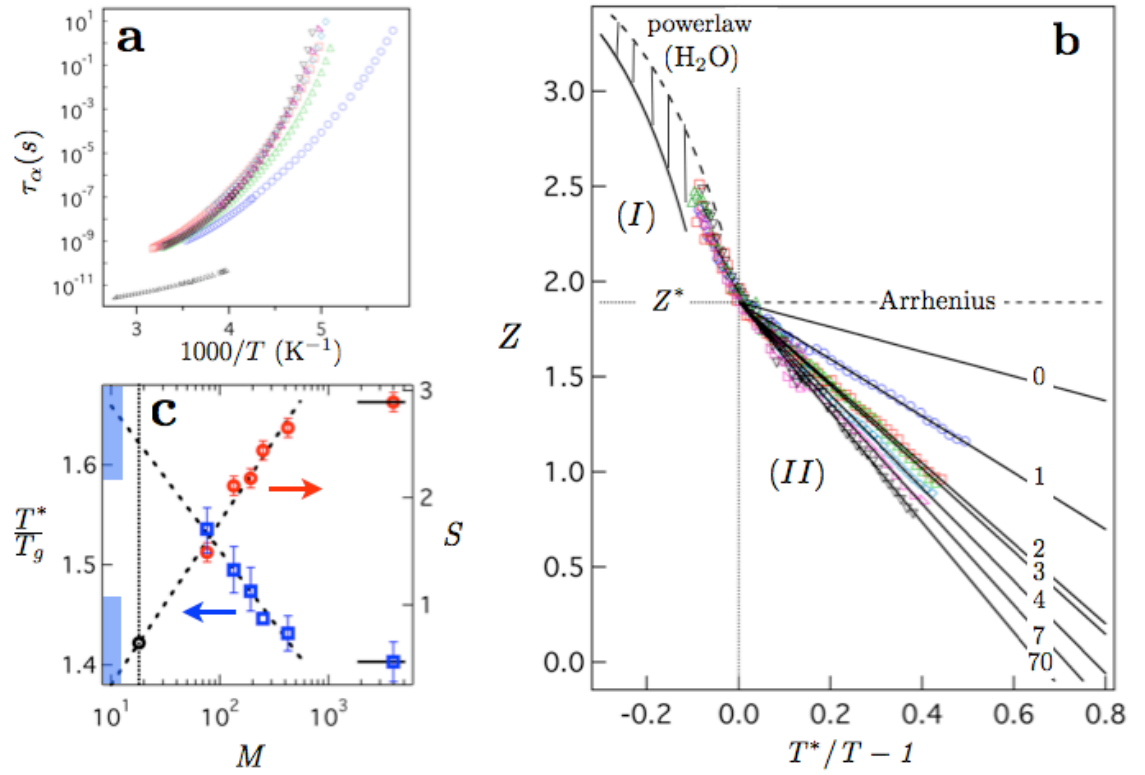 a
τα(s)
10^1
10^-1
10^-3
10^-5
10^-7
10^-9
10^-11
3
4
5
1000/T (K^-1)
b
powerlaw
(H2O)
3.0
2.5
2.0
1.5
1.0
0.5
0.0
Z
(I)
Z*
Arrhenius
(II)
0
1
2
3
4
7
70
-0.2
0.0
0.2
0.4
0.6
0.8
T*/T − 1
c
T*
Tg
1.6
1.5
1.4
3
2
1
S
10^1
10^2
10^3
M